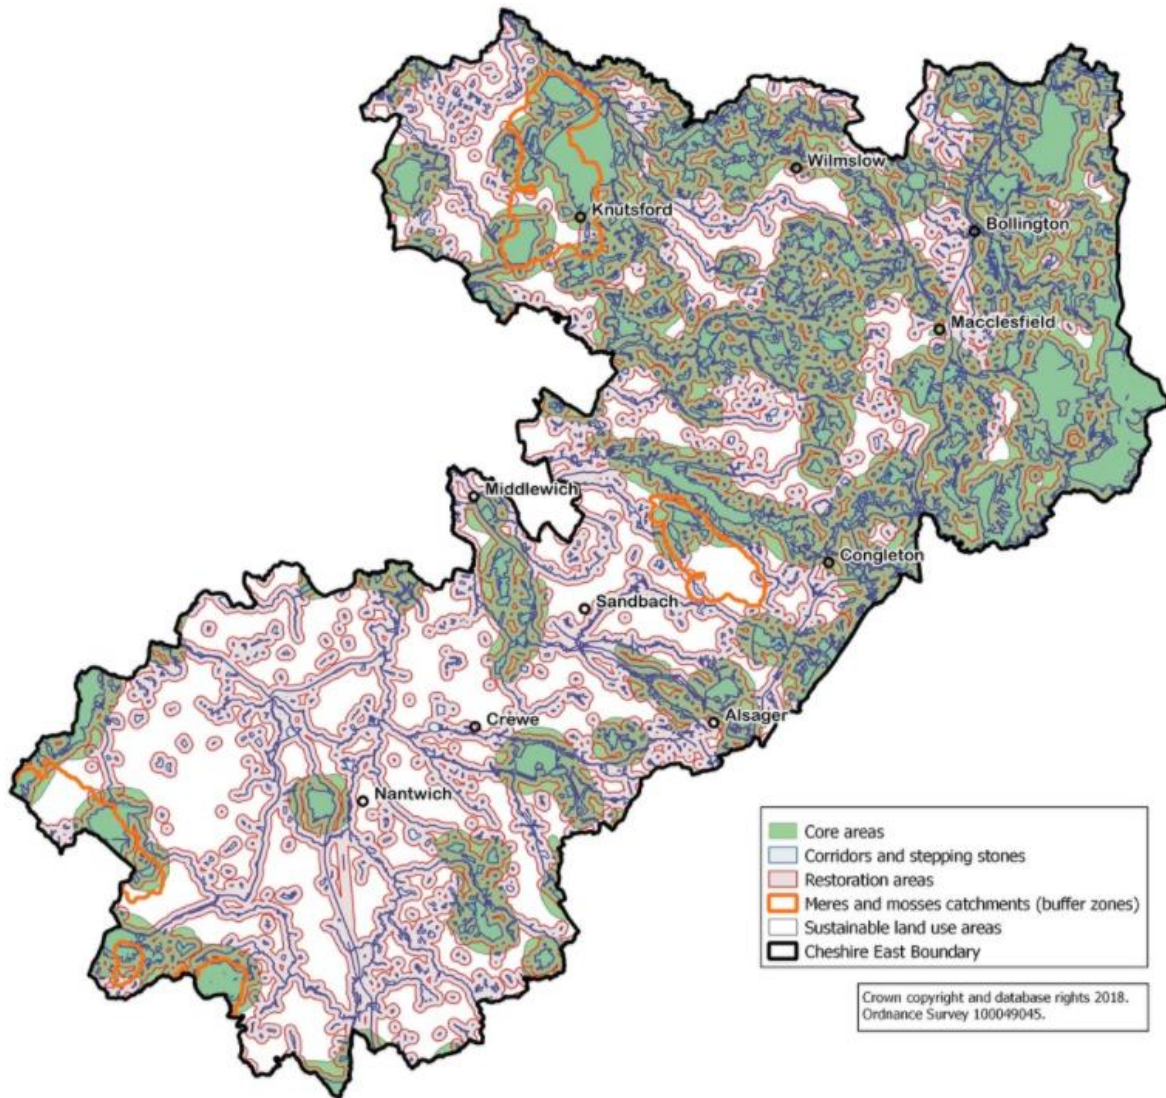 Wilmslow
Knutsford
Bollington
Macclesfield
Middlewich
Congleton
Sandbach
Alsager
Crewe
Nantwich
Core areas
Corridors and stepping stones
Restoration areas
Meres and mosses catchments (buffer zones)
Sustainable land use areas
Cheshire East Boundary
Crown copyright and database rights 2018.
Ordnance Survey 100049045.